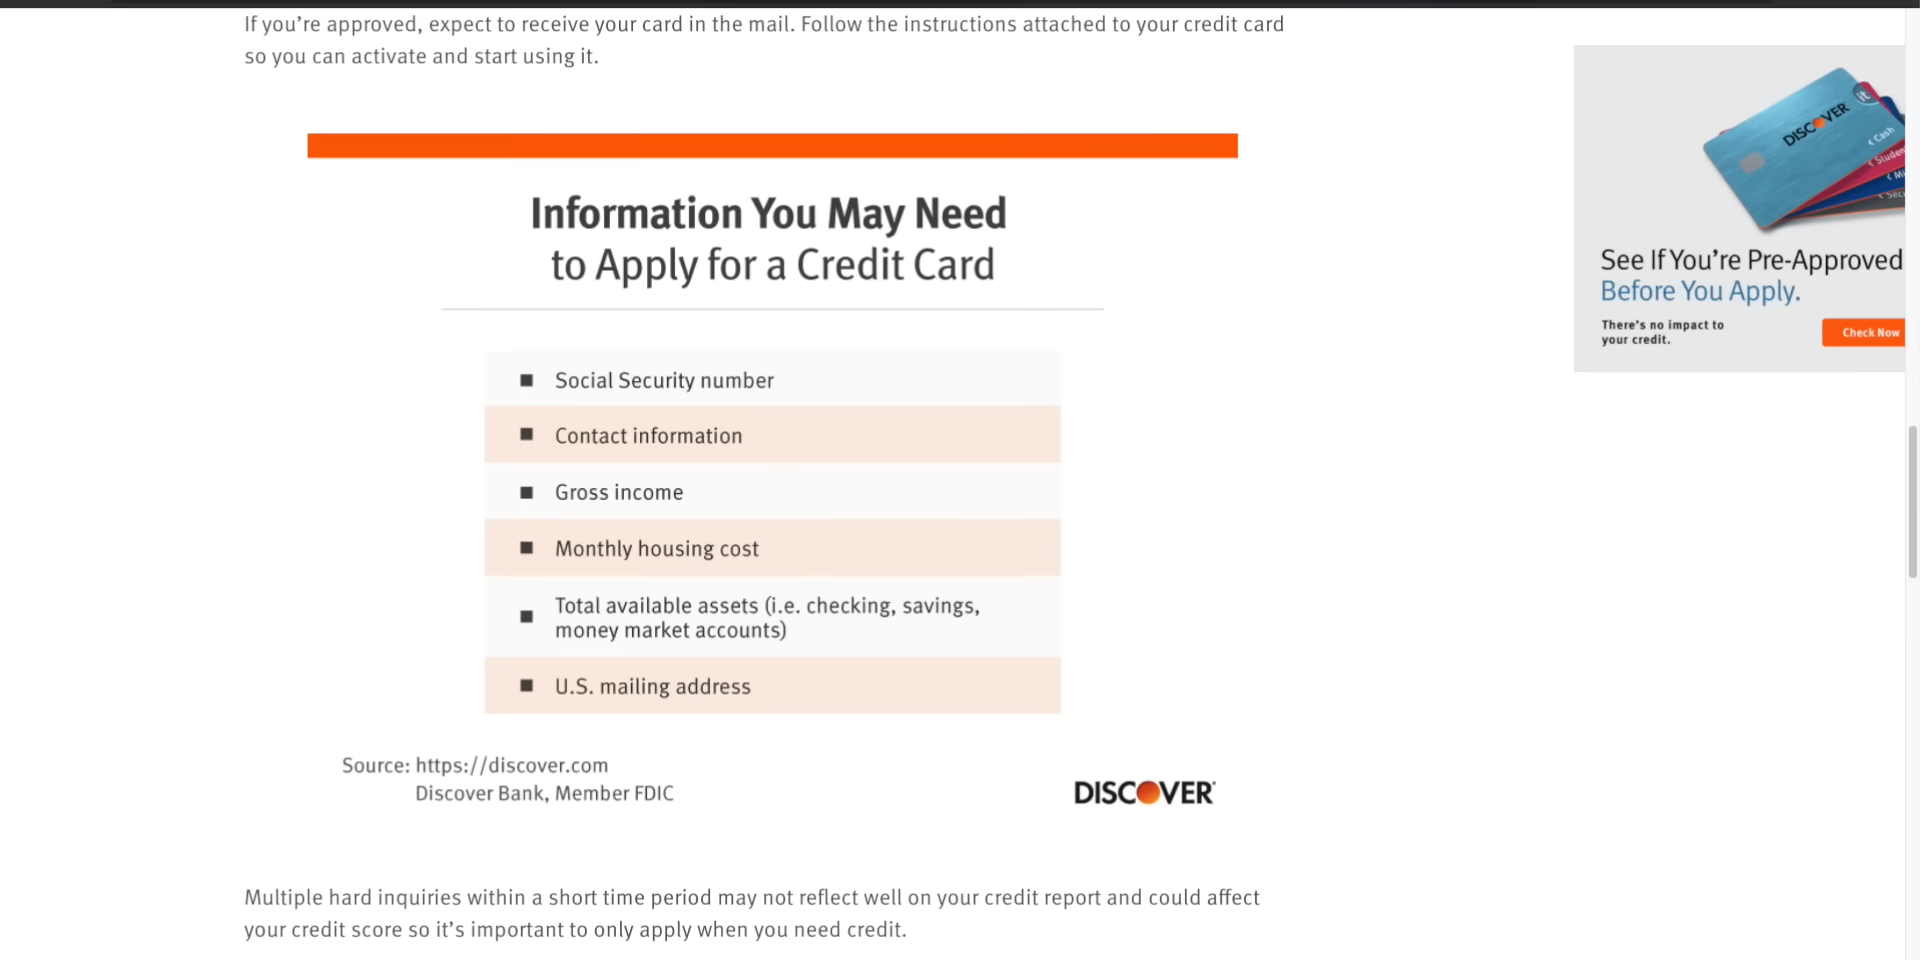 If you’re approved, expect to receive your card in the mail. Follow the instructions attached to your credit card
so you can activate and start using it.
Information You May Need
to Apply for a Credit Card
■ Social Security number
■ Contact information
■ Gross income
■ Monthly housing cost
■ Total available assets (i.e. checking, savings,
money market accounts)
■ U.S. mailing address
Source: https://discover.com
Discover Bank, Member FDIC
DISCOVER
Multiple hard inquiries within a short time period may not reflect well on your credit report and could affect
your credit score so it’s important to only apply when you need credit.
DISCOVER it
‹ Cash
See If You’re Pre-Approved
Before You Apply.
There’s no impact to
your credit.
Check Now